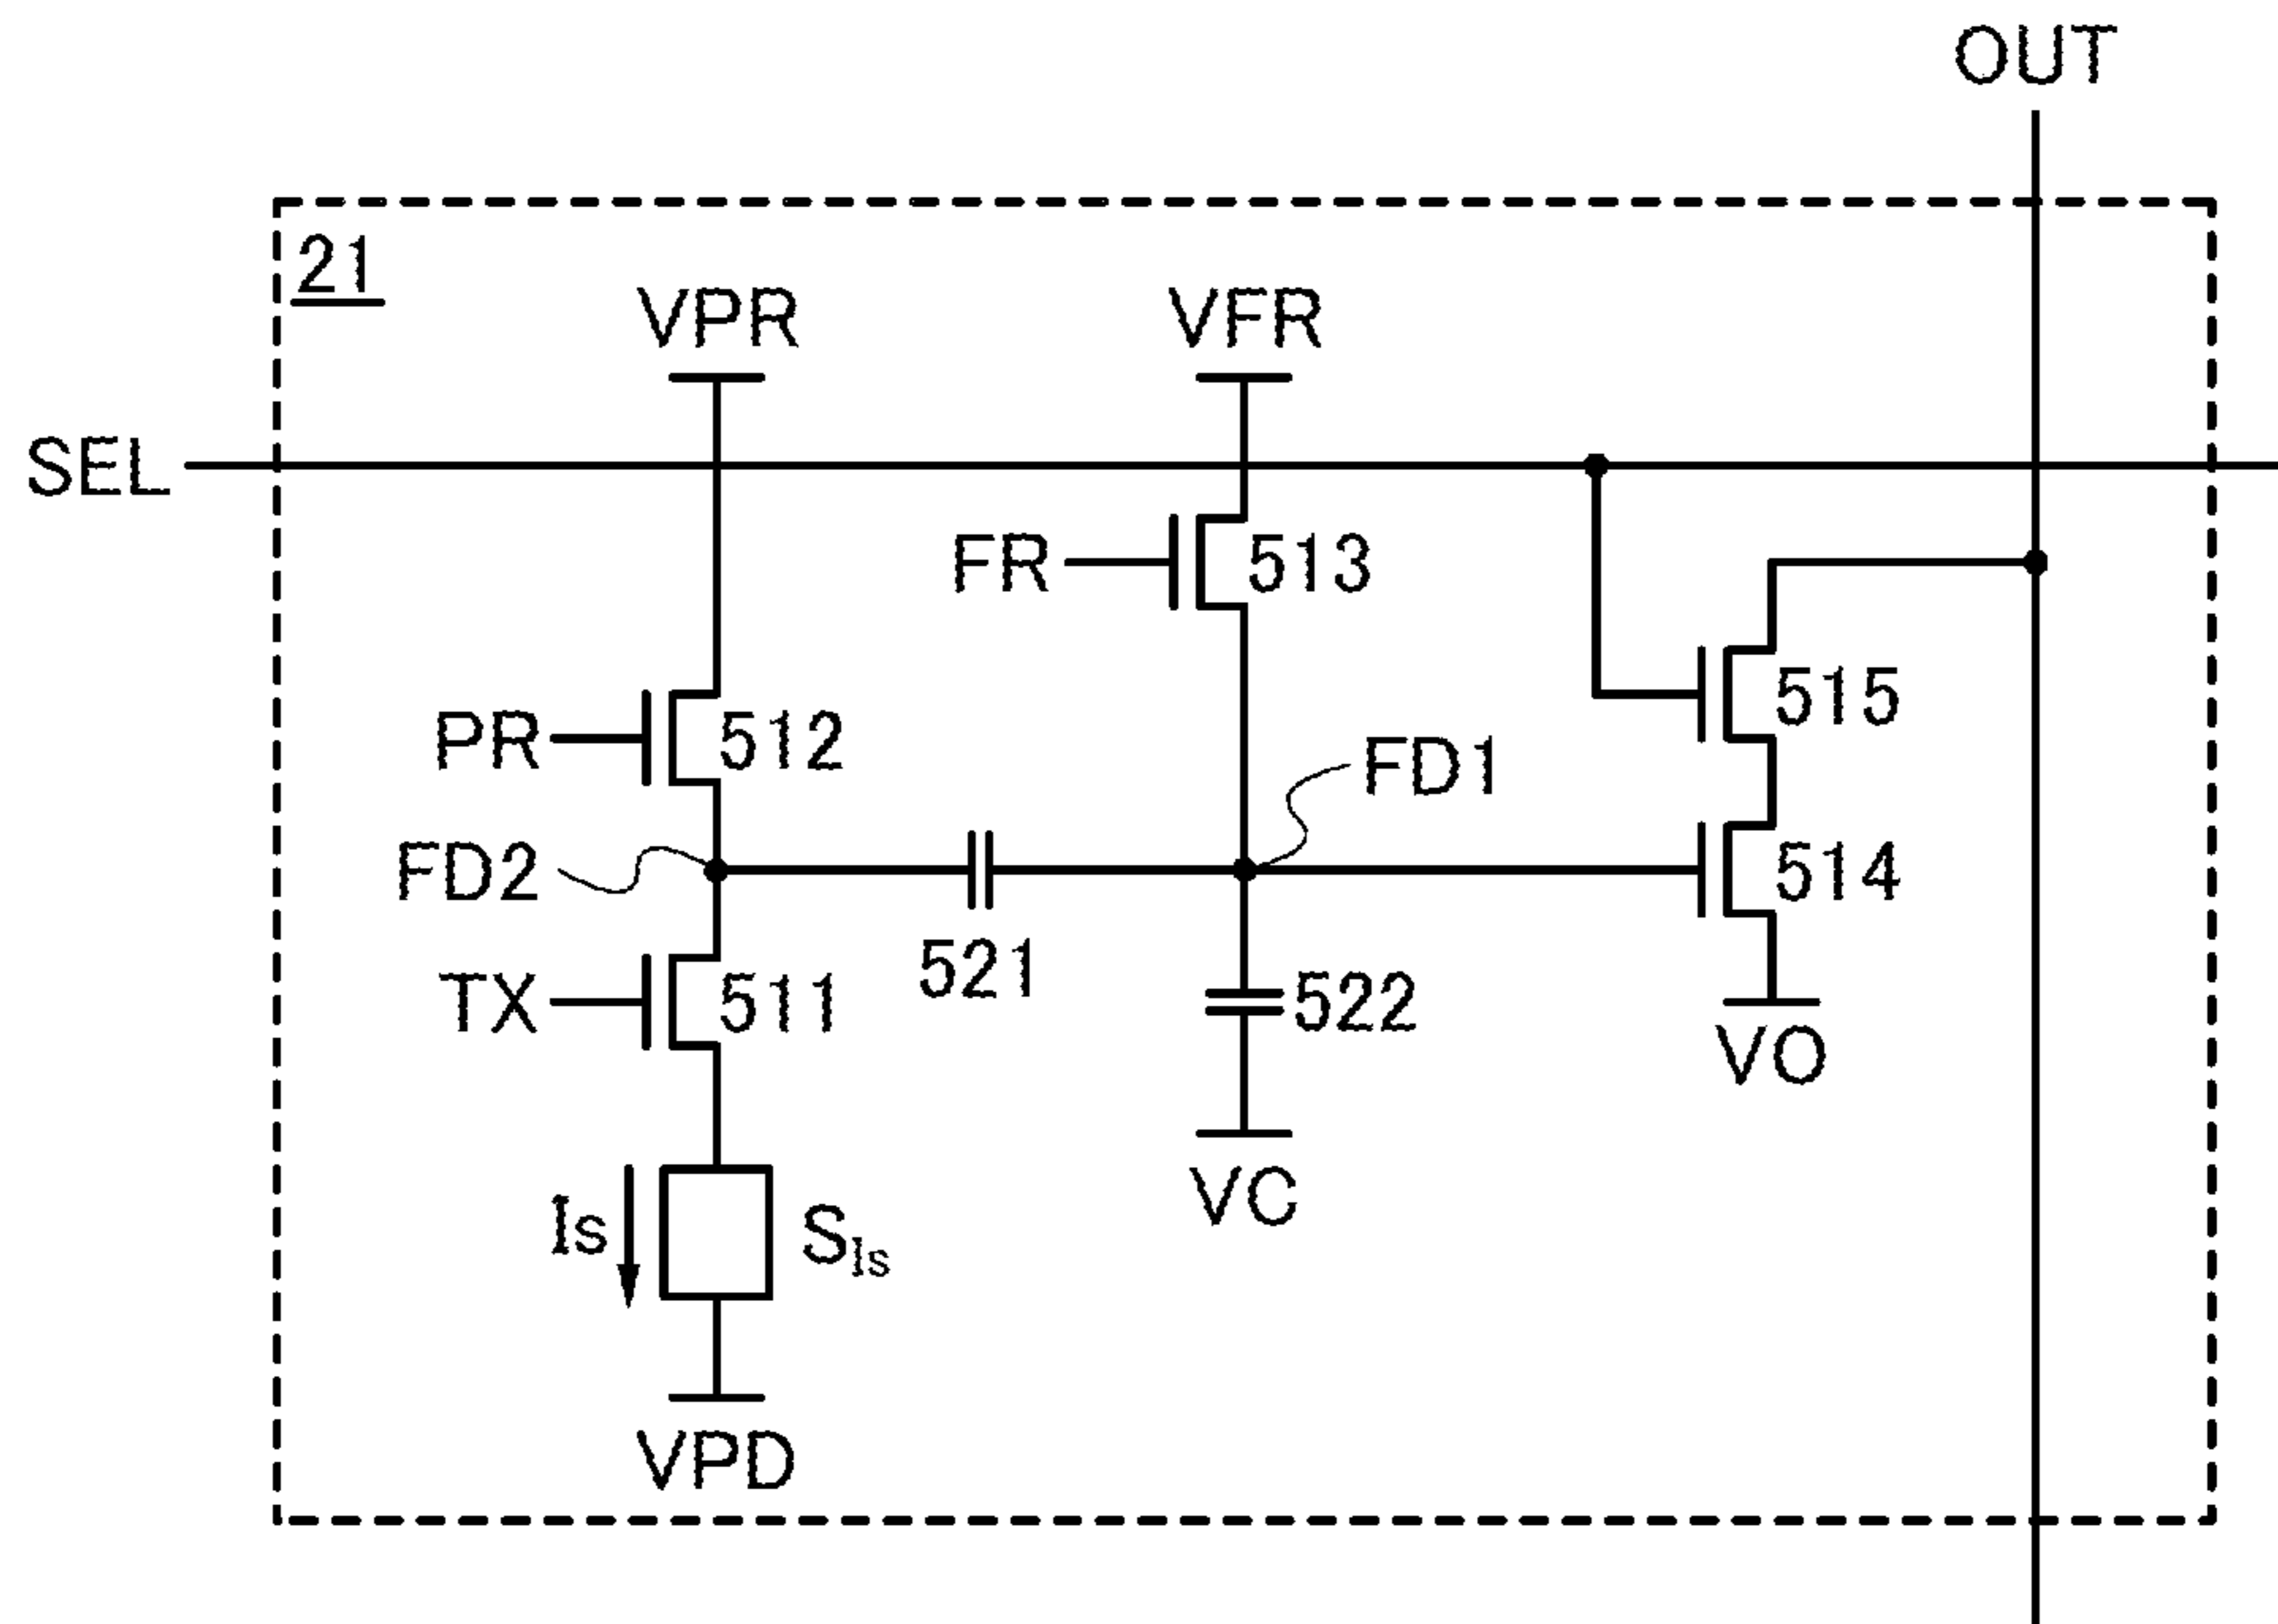 OUT
21
VPR
VFR
SEL
FR
513
515
PR
512
FD1
FD2
514
521
TX
511
522
VO
Is
SIs
VC
VPD